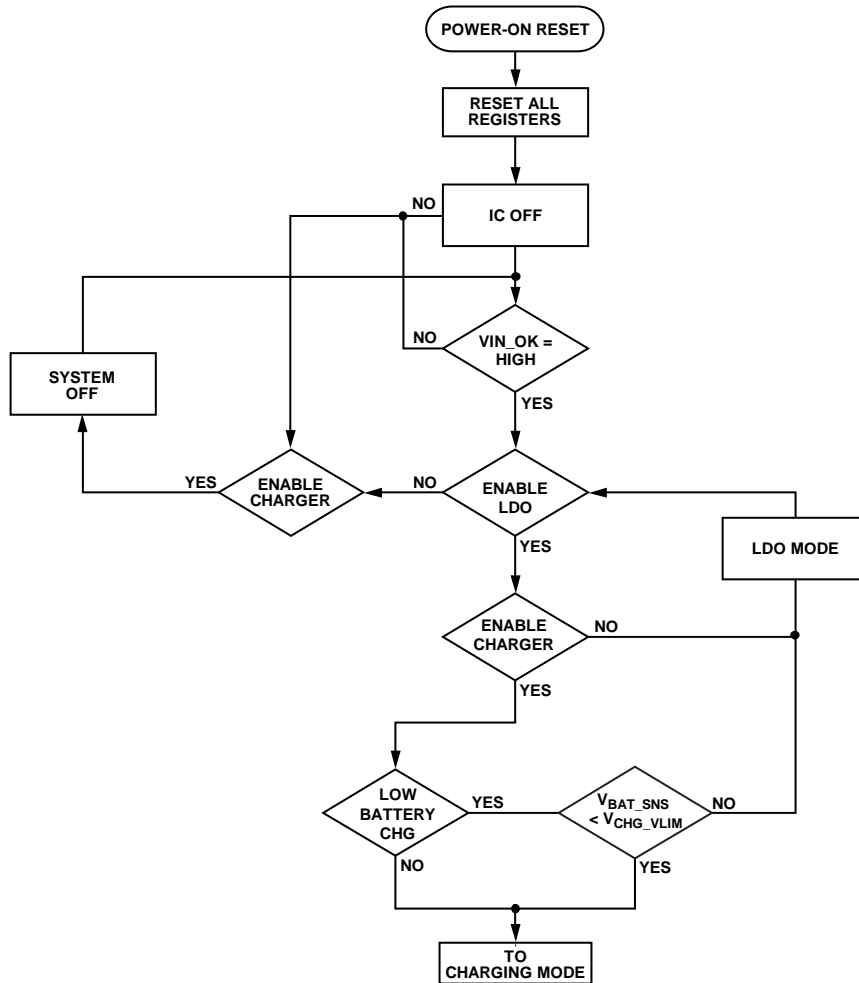 POWER-ON RESET
RESET ALL
REGISTERS
NO
IC OFF
NO
VIN_OK =
HIGH
SYSTEM
OFF
YES
YES
ENABLE
CHARGER
NO
ENABLE
LDO
LDO MODE
YES
ENABLE
CHARGER
NO
YES
LOW
BATTERY
CHG
YES
VBAT_SNS
< VCHG_VLIM
NO
NO
YES
TO
CHARGING MODE